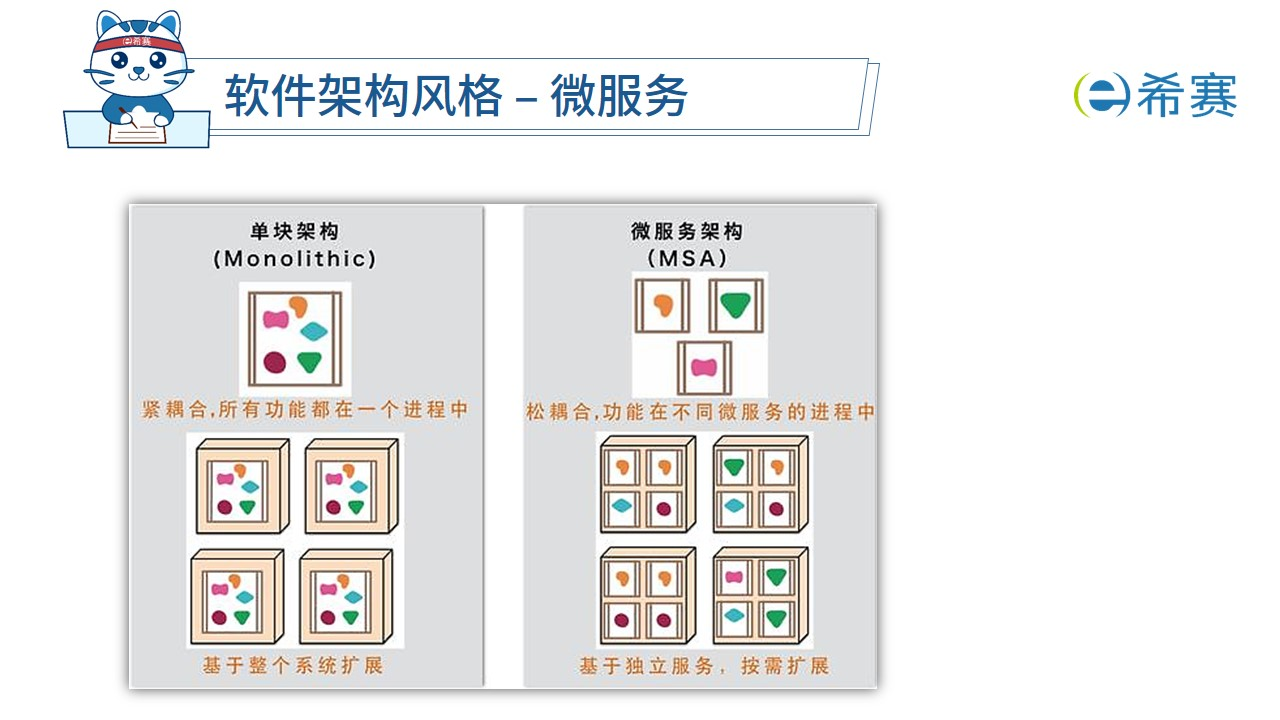 希赛
软件架构风格 – 微服务
希赛
单块架构
(Monolithic)
紧耦合,所有功能都在一个进程中
基于整个系统扩展
微服务架构
(MSA)
松耦合,功能在不同微服务的进程中
基于独立服务，按需扩展